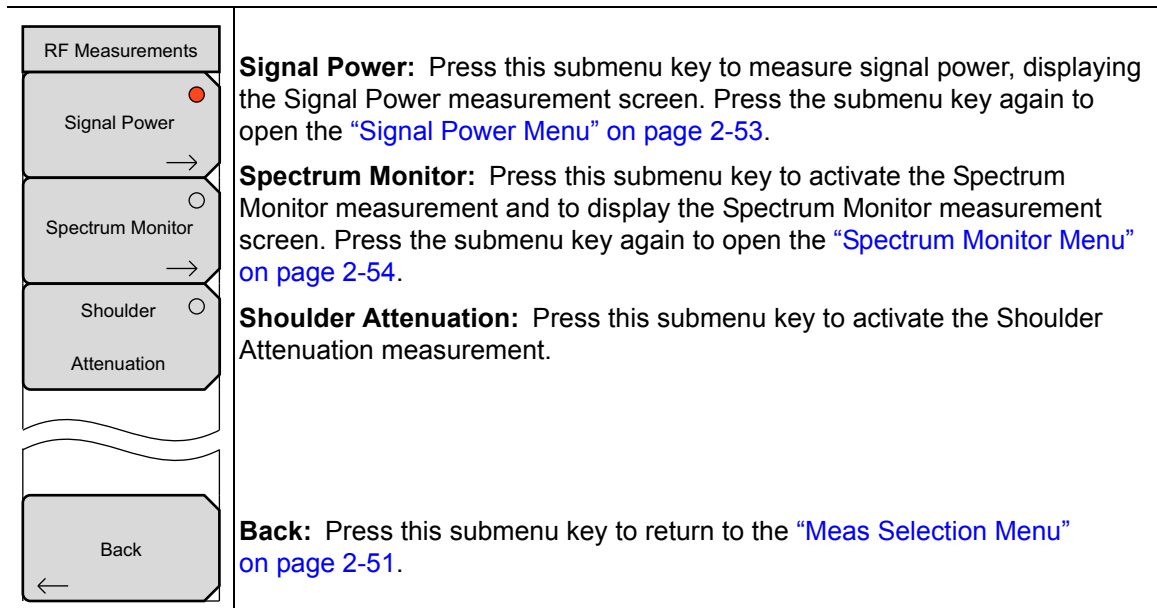 RF Measurements
Signal Power
Spectrum Monitor
Shoulder
Attenuation
Back
Signal Power: Press this submenu key to measure signal power, displaying
the Signal Power measurement screen. Press the submenu key again to
open the “Signal Power Menu” on page 2-53.
Spectrum Monitor: Press this submenu key to activate the Spectrum
Monitor measurement and to display the Spectrum Monitor measurement
screen. Press the submenu key again to open the “Spectrum Monitor Menu”
on page 2-54.
Shoulder Attenuation: Press this submenu key to activate the Shoulder
Attenuation measurement.
Back: Press this submenu key to return to the “Meas Selection Menu”
on page 2-51.